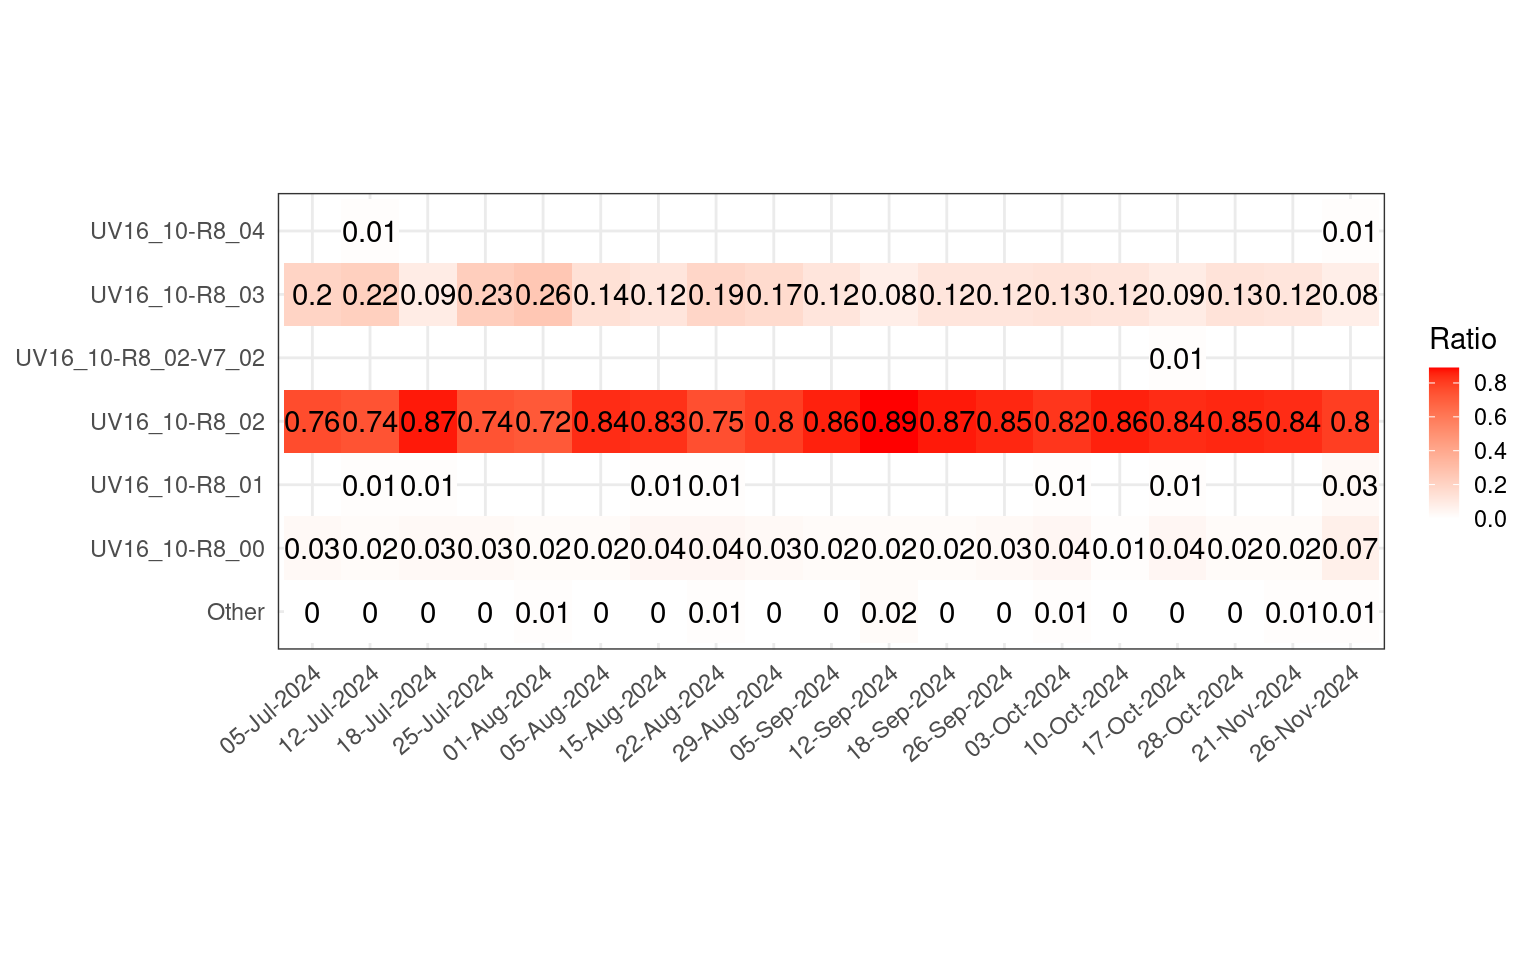 UV16_10-R8_04 0.01 0.01
UV16_10-R8_03 0.2 0.22 0.09 0.23 0.26 0.14 0.12 0.19 0.17 0.12 0.08 0.12 0.12 0.13 0.12 0.09 0.13 0.12 0.08
UV16_10-R8_02-V7_02 0.01
UV16_10-R8_02 0.76 0.74 0.87 0.74 0.72 0.84 0.83 0.75 0.8 0.86 0.89 0.87 0.85 0.82 0.86 0.84 0.85 0.84 0.8
UV16_10-R8_01 0.01 0.01 0.01 0.01 0.01 0.01 0.03
UV16_10-R8_00 0.03 0.02 0.03 0.03 0.02 0.02 0.04 0.04 0.03 0.02 0.02 0.02 0.03 0.04 0.01 0.04 0.02 0.02 0.07
Other 0 0 0 0 0.01 0 0 0.01 0 0 0.02 0 0 0.01 0 0 0 0.01 0.01
05-Jul-2024
12-Jul-2024
18-Jul-2024
25-Jul-2024
01-Aug-2024
05-Aug-2024
15-Aug-2024
22-Aug-2024
29-Aug-2024
05-Sep-2024
12-Sep-2024
18-Sep-2024
26-Sep-2024
03-Oct-2024
10-Oct-2024
17-Oct-2024
28-Oct-2024
21-Nov-2024
26-Nov-2024
Ratio
0.8
0.6
0.4
0.2
0.0